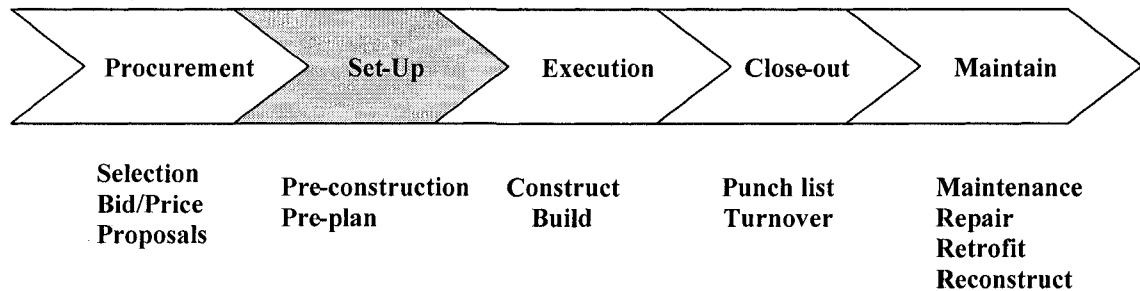 Procurement
Set-Up
Execution
Close-out
Maintain
Selection
Bid/Price
Proposals
Pre-construction
Pre-plan
Construct
Build
Punch list
Turnover
Maintenance
Repair
Retrofit
Reconstruct